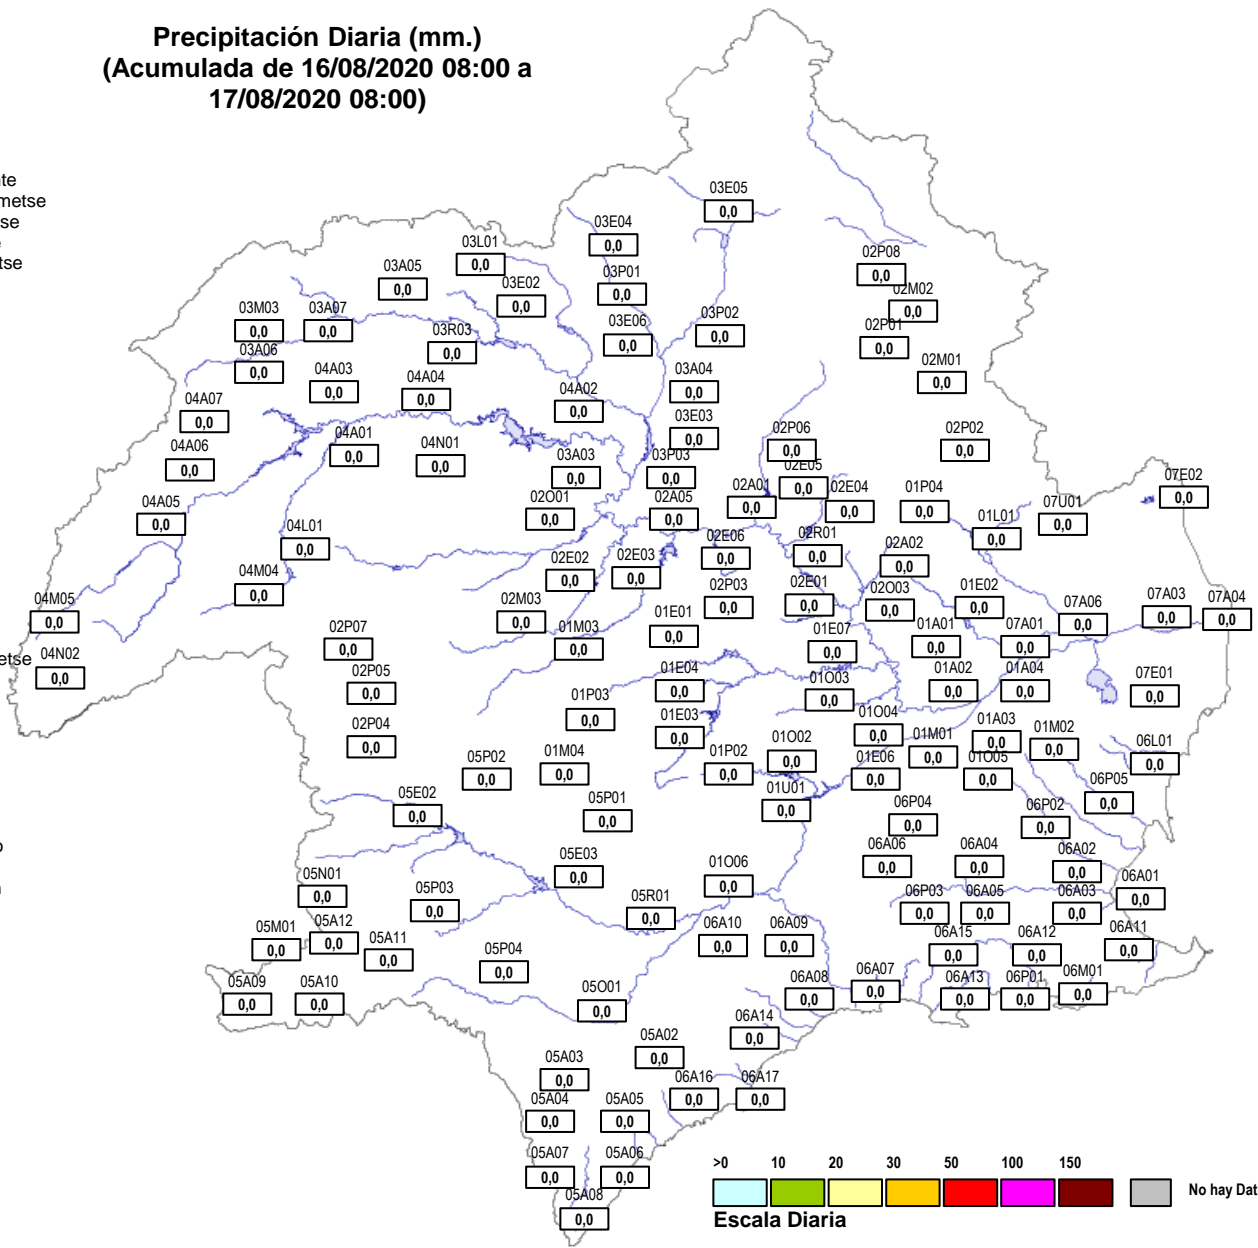 Precipitación Diaria (mm.)
(Acumulada de 16/08/2020 08:00 a
17/08/2020 08:00)
te
metse
se
tse
03E05
0,0
03E04
0,0
03L01
0,0
02P08
0,0
03A05
0,0
03P01
0,0
03E02
0,0
02M02
0,0
03M03
0,0
03A07
0,0
03P02
0,0
03E06
0,0
03R03
0,0
02P01
0,0
03A06
0,0
02M01
0,0
04A03
0,0
04A04
0,0
03A04
0,0
04A02
0,0
04A07
0,0
03E03
0,0
04A01
0,0
04N01
0,0
02P06
0,0
02P02
0,0
04A06
0,0
03A03
0,0
03P03
0,0
02E05
0,0
07E02
0,0
02A01
0,0
02E04
0,0
01P04
0,0
02O01
0,0
02A05
0,0
07U01
0,0
04A05
0,0
01L01
0,0
04L01
0,0
02E06
0,0
02R01
0,0
02A02
0,0
02E02
0,0
02E03
0,0
04M04
0,0
02P03
0,0
02E01
0,0
02O03
0,0
01E02
0,0
07A03
0,0
07A04
0,0
04M05
0,0
02M03
0,0
07A06
0,0
01E01
0,0
01M03
0,0
02P07
0,0
01E07
0,0
01A01
0,0
07A01
0,0
etse
04N02
0,0
02P05
0,0
01E04
0,0
01O03
0,0
01A02
0,0
01A04
0,0
07E01
0,0
01P03
0,0
01E03
0,0
01O04
0,0
01A03
0,0
01M02
0,0
02P04
0,0
01M01
0,0
01O02
0,0
06L01
0,0
05P02
0,0
01M04
0,0
01P02
0,0
01E06
0,0
01O05
0,0
01U01
0,0
06P05
0,0
05E02
0,0
05P01
0,0
06P04
0,0
06P02
0,0
o
05E03
0,0
06A06
0,0
06A04
0,0
06A02
0,0
05N01
0,0
01O06
0,0
06A01
0,0
05P03
0,0
05R01
0,0
06P03
0,0
06A05
0,0
06A03
0,0
05M01
0,0
05A12
0,0
05A11
0,0
06A10
0,0
06A09
0,0
06A15
0,0
06A12
0,0
06A11
0,0
05P04
0,0
05A09
0,0
05A10
0,0
05O01
0,0
06A08
0,0
06A07
0,0
06A13
0,0
06P01
0,0
06M01
0,0
06A14
0,0
05A02
0,0
05A03
0,0
06A16
0,0
06A17
0,0
05A04
0,0
05A05
0,0
05A07
0,0
05A06
0,0
05A08
0,0
>0 10 20 30 50 100 150
No hay Dat
Escala Diaria